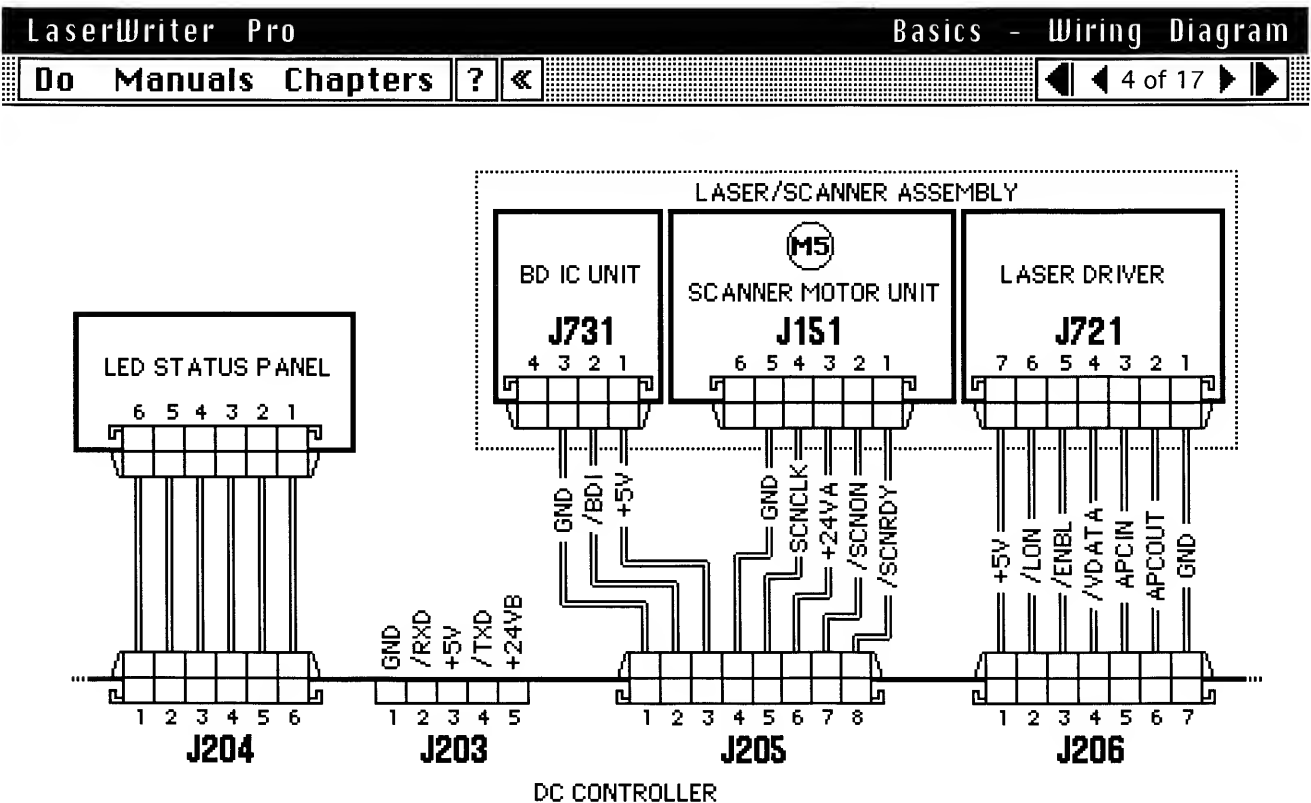 LaserWriter Pro Basics - Wiring Diagram
Do Manuals Chapters ? « 4 of 17
LASER/SCANNER ASSEMBLY
M5
BD IC UNIT
SCANNER MOTOR UNIT
LASER DRIVER
J731
J151
J721
4 3 2 1
6 5 4 3 2 1
7 6 5 4 3 2 1
LED STATUS PANEL
6 5 4 3 2 1
GND
/BDI
+5V
GND
SCNCLK
+24VA
/SCNON
/SCNRDY
+5V
/LON
/ENBL
/VDATA
APCIN
APCOUT
GND
GND
/RXD
+5V
/TXD
+24VB
1 2 3 4 5 6
1 2 3 4 5
1 2 3 4 5 6 7 8
1 2 3 4 5 6 7
J204
J203
J205
J206
DC CONTROLLER